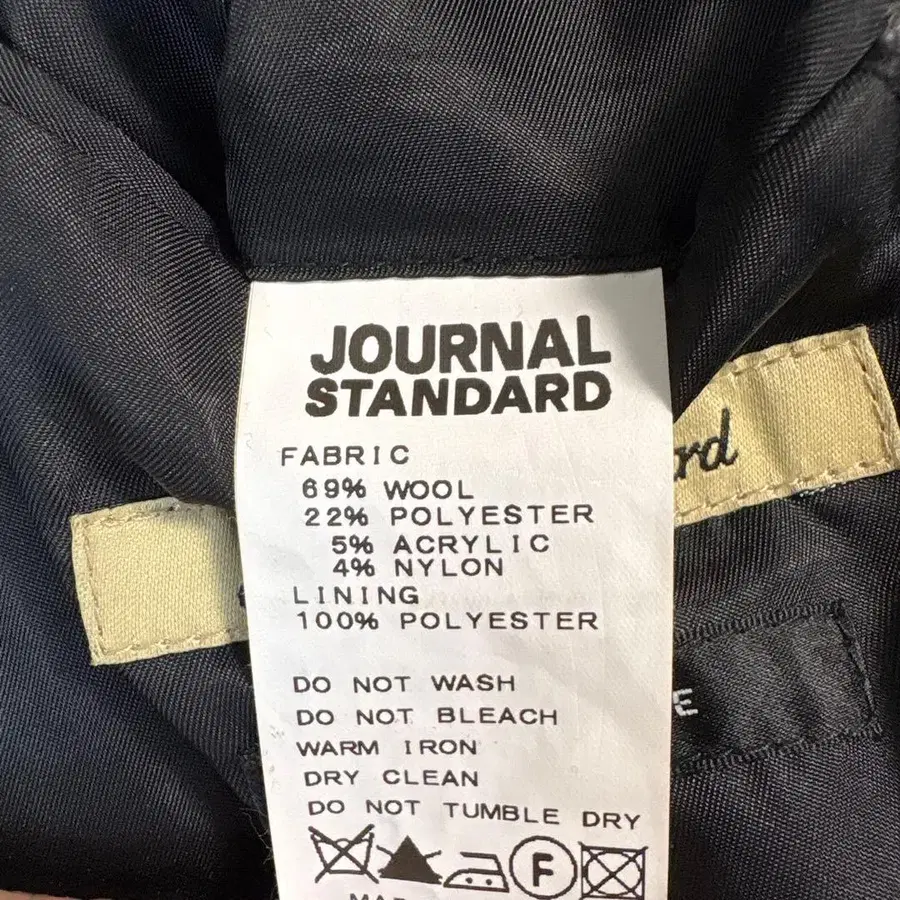 JOURNAL
STANDARD
FABRIC
69% WOOL
22% POLYESTER
5% ACRYLIC
4% NYLON
LINING
100% POLYESTER
DO NOT WASH
DO NOT BLEACH
WARM IRON
DRY CLEAN
DO NOT TUMBLE DRY
F
rd
E